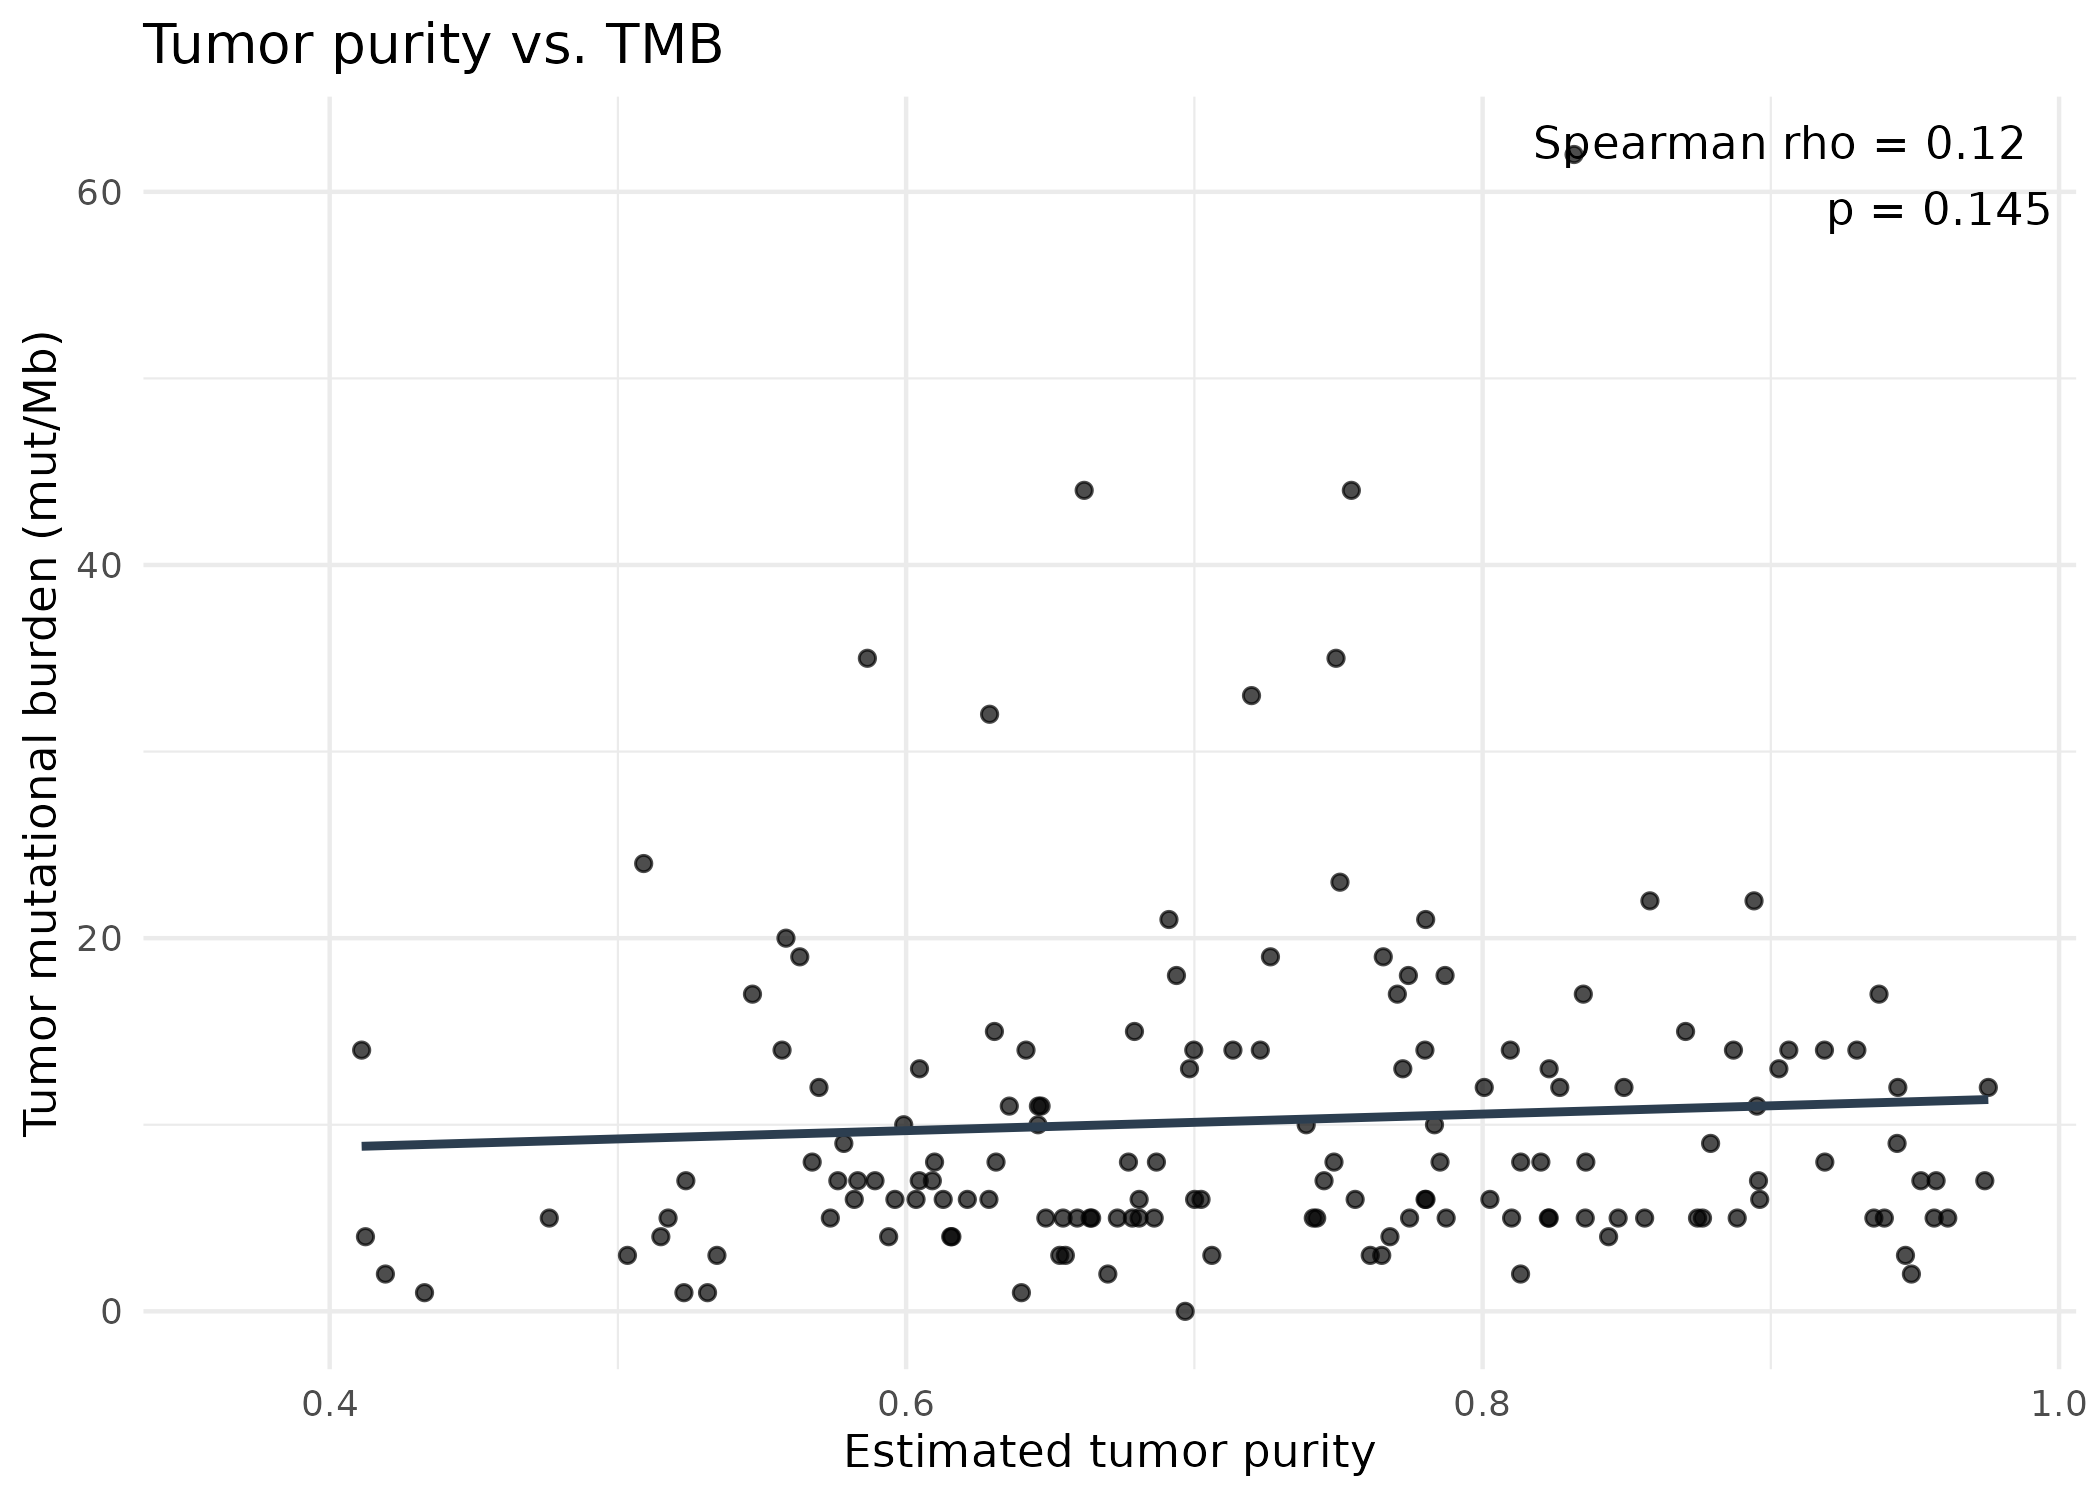 Tumor purity vs. TMB
Spearman rho = 0.12
p = 0.145
Tumor mutational burden (mut/Mb)
60
40
20
0
0.4
0.6
0.8
1.0
Estimated tumor purity